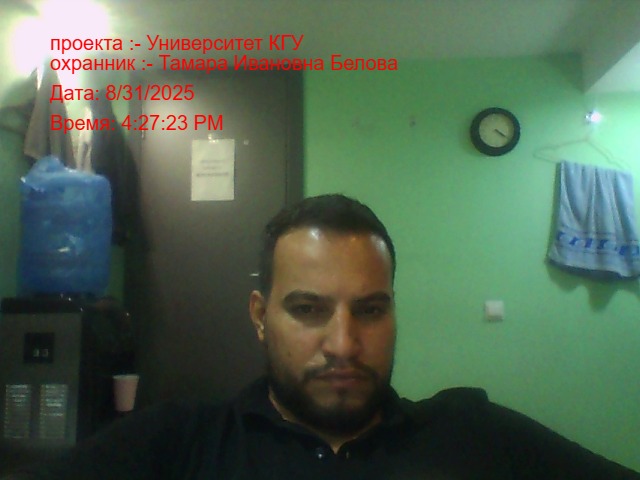 проекта :- Университет КГУ
охранник :- Тамара Ивановна Белова
Дата: 8/31/2025
Время: 4:27:23 PM